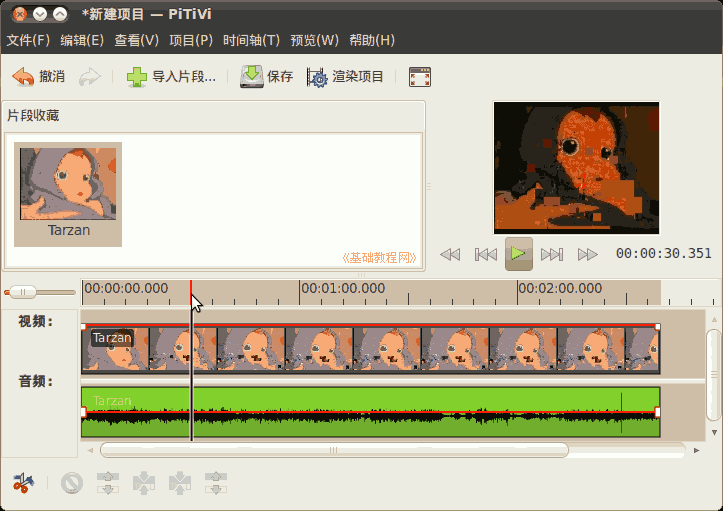 *新建项目 — PiTiVi
文件(F) 编辑(E) 查看(V) 项目(P) 时间轴(T) 预览(W) 帮助(H)
撤消 导入片段... 保存 渲染项目
片段收藏
Tarzan
《基础教程网》
00:00:30.351
00:00:00.000 00:01:00.000 00:02:00.000
视频:
Tarzan
音频:
Tarzan